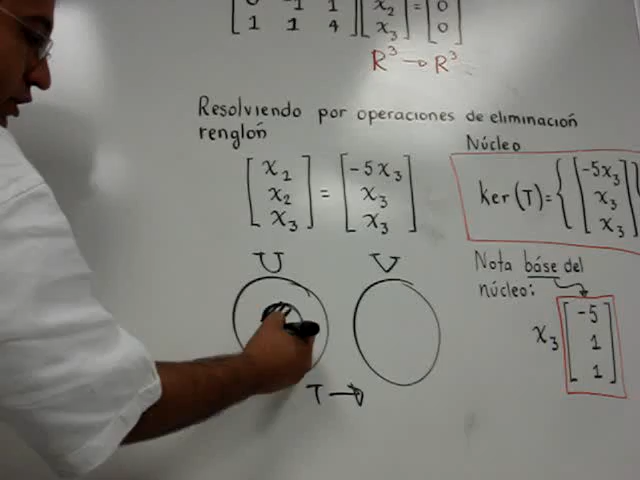 -1 1 [x₂] = [0]
1 1 4 x₃ 0
R³ → R³
Resolviendo por operaciones de eliminación
renglón
[x₂] [-5x₃]
x₂ = x₃
x₃ x₃
Núcleo
Ker(T)={[-5x₃]}
x₃
x₃
U V
T →
Nota báse del
núcleo:
x₃ [-5]
1
1